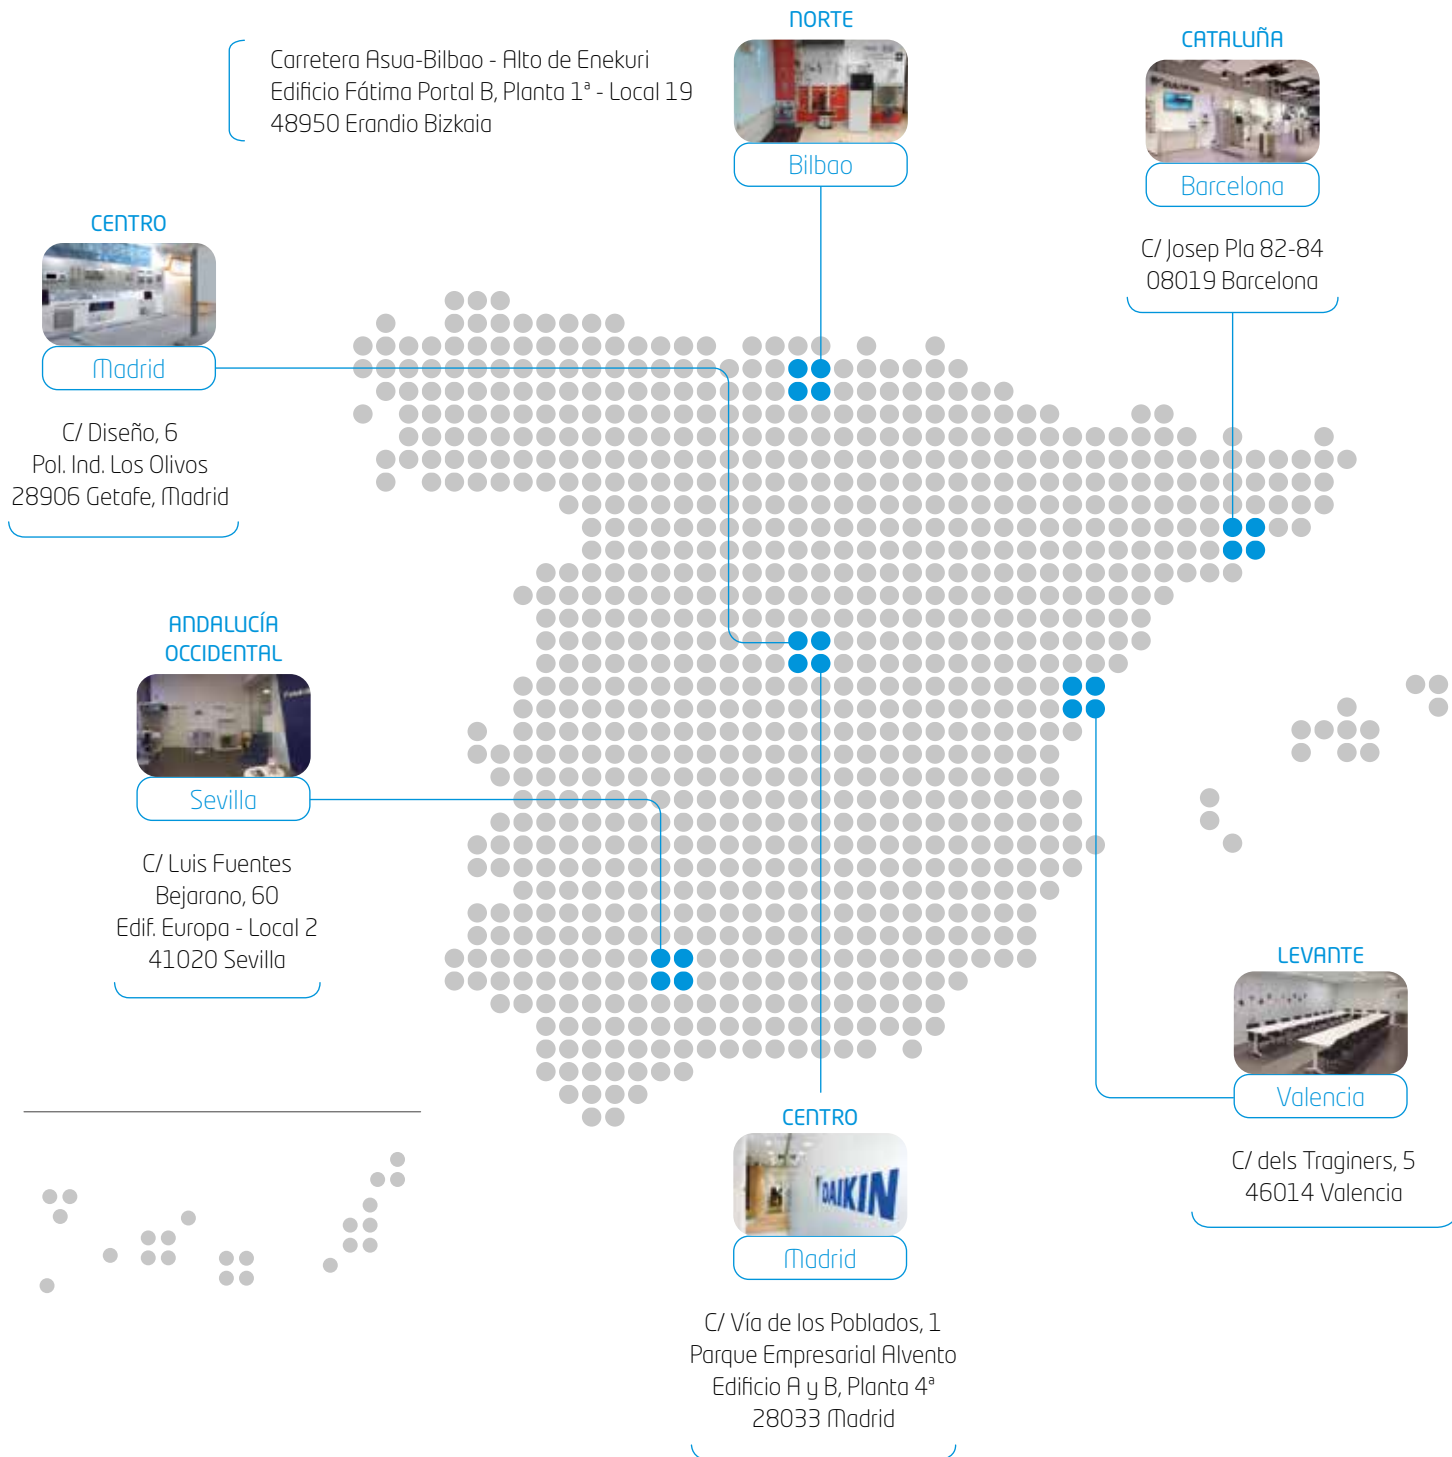 NORTE
Carretera Asua-Bilbao - Alto de Enekuri
Edificio Fátima Portal B, Planta 1ª - Local 19
48950 Erandio Bizkaia
Bilbao
CATALUÑA
Barcelona
C/ Josep Pla 82-84
08019 Barcelona
CENTRO
Madrid
C/ Diseño, 6
Pol. Ind. Los Olivos
28906 Getafe, Madrid
ANDALUCÍA
OCCIDENTAL
Sevilla
C/ Luis Fuentes
Bejarano, 60
Edif. Europa - Local 2
41020 Sevilla
LEVANTE
Valencia
C/ dels Traginers, 5
46014 Valencia
CENTRO
DAIKIN
Madrid
C/ Vía de los Poblados, 1
Parque Empresarial Alvento
Edificio A y B, Planta 4ª
28033 Madrid